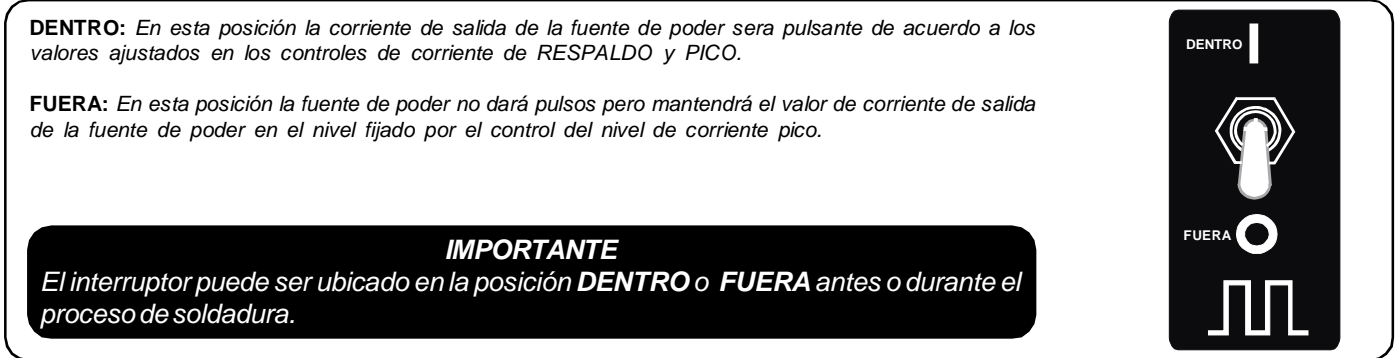 DENTRO: En esta posición la corriente de salida de la fuente de poder sera pulsante de acuerdo a los
valores ajustados en los controles de corriente de RESPALDO y PICO.
FUERA: En esta posición la fuente de poder no dará pulsos pero mantendrá el valor de corriente de salida
de la fuente de poder en el nivel fijado por el control del nivel de corriente pico.
IMPORTANTE
El interruptor puede ser ubicado en la posición DENTRO o FUERA antes o durante el
proceso de soldadura.
DENTRO
FUERA